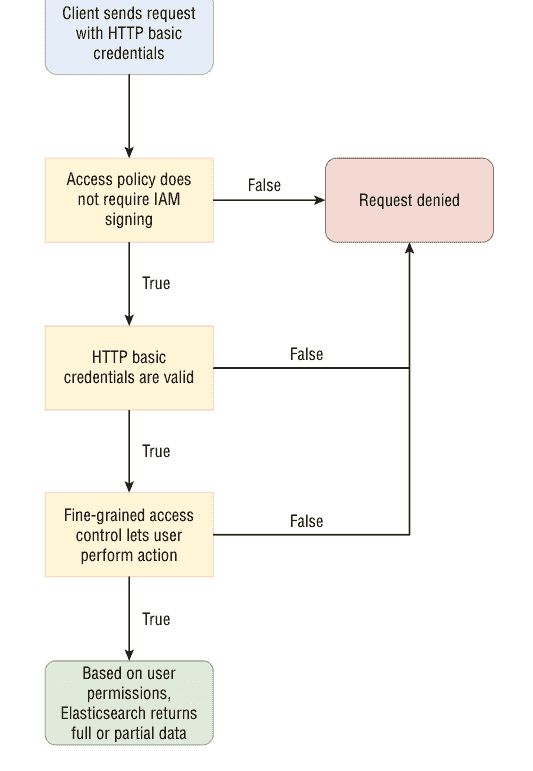 Client sends request
with HTTP basic
credentials
Access policy does
not require IAM
signing
False
Request denied
True
HTTP basic
credentials are valid
False
True
Fine-grained access
control lets user
perform action
False
True
Based on user
permissions,
Elasticsearch returns
full or partial data